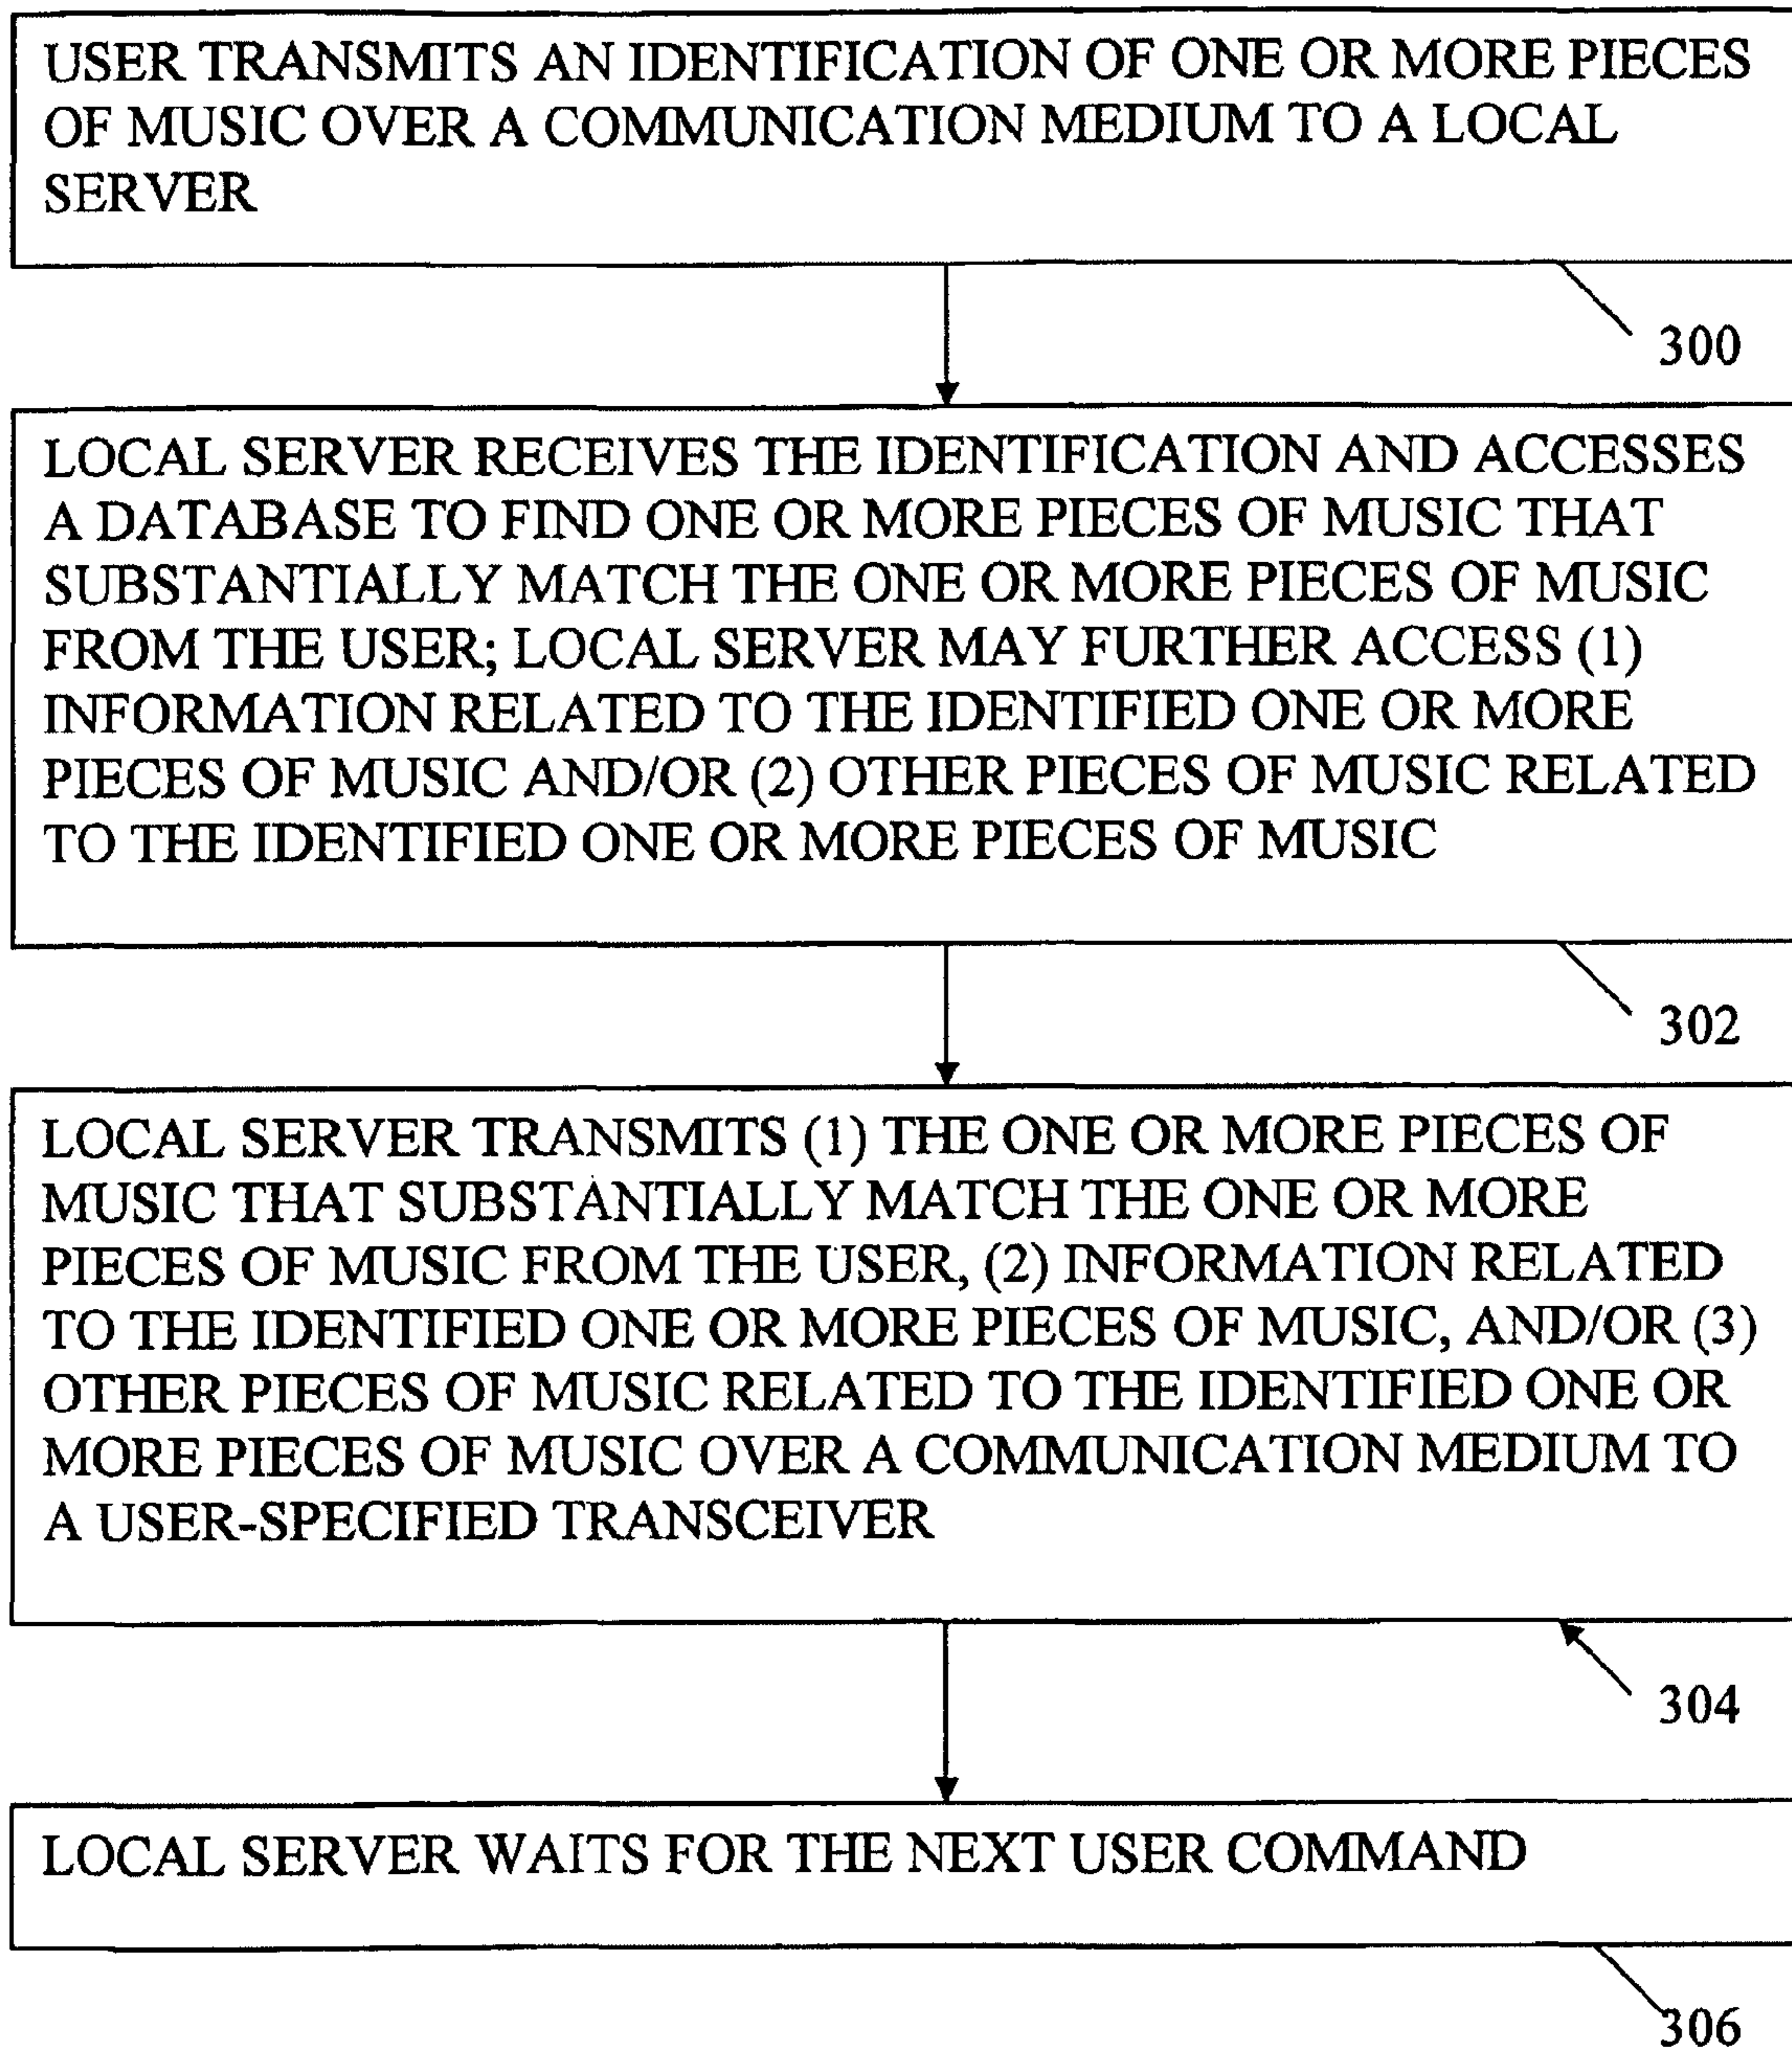 USER TRANSMITS AN IDENTIFICATION OF ONE OR MORE PIECES
OF MUSIC OVER A COMMUNICATION MEDIUM TO A LOCAL
SERVER
300
LOCAL SERVER RECEIVES THE IDENTIFICATION AND ACCESSES
A DATABASE TO FIND ONE OR MORE PIECES OF MUSIC THAT
SUBSTANTIALLY MATCH THE ONE OR MORE PIECES OF MUSIC
FROM THE USER; LOCAL SERVER MAY FURTHER ACCESS (1)
INFORMATION RELATED TO THE IDENTIFIED ONE OR MORE
PIECES OF MUSIC AND/OR (2) OTHER PIECES OF MUSIC RELATED
TO THE IDENTIFIED ONE OR MORE PIECES OF MUSIC
302
LOCAL SERVER TRANSMITS (1) THE ONE OR MORE PIECES OF
MUSIC THAT SUBSTANTIALLY MATCH THE ONE OR MORE
PIECES OF MUSIC FROM THE USER, (2) INFORMATION RELATED
TO THE IDENTIFIED ONE OR MORE PIECES OF MUSIC, AND/OR (3)
OTHER PIECES OF MUSIC RELATED TO THE IDENTIFIED ONE OR
MORE PIECES OF MUSIC OVER A COMMUNICATION MEDIUM TO
A USER-SPECIFIED TRANSCEIVER
304
LOCAL SERVER WAITS FOR THE NEXT USER COMMAND
306